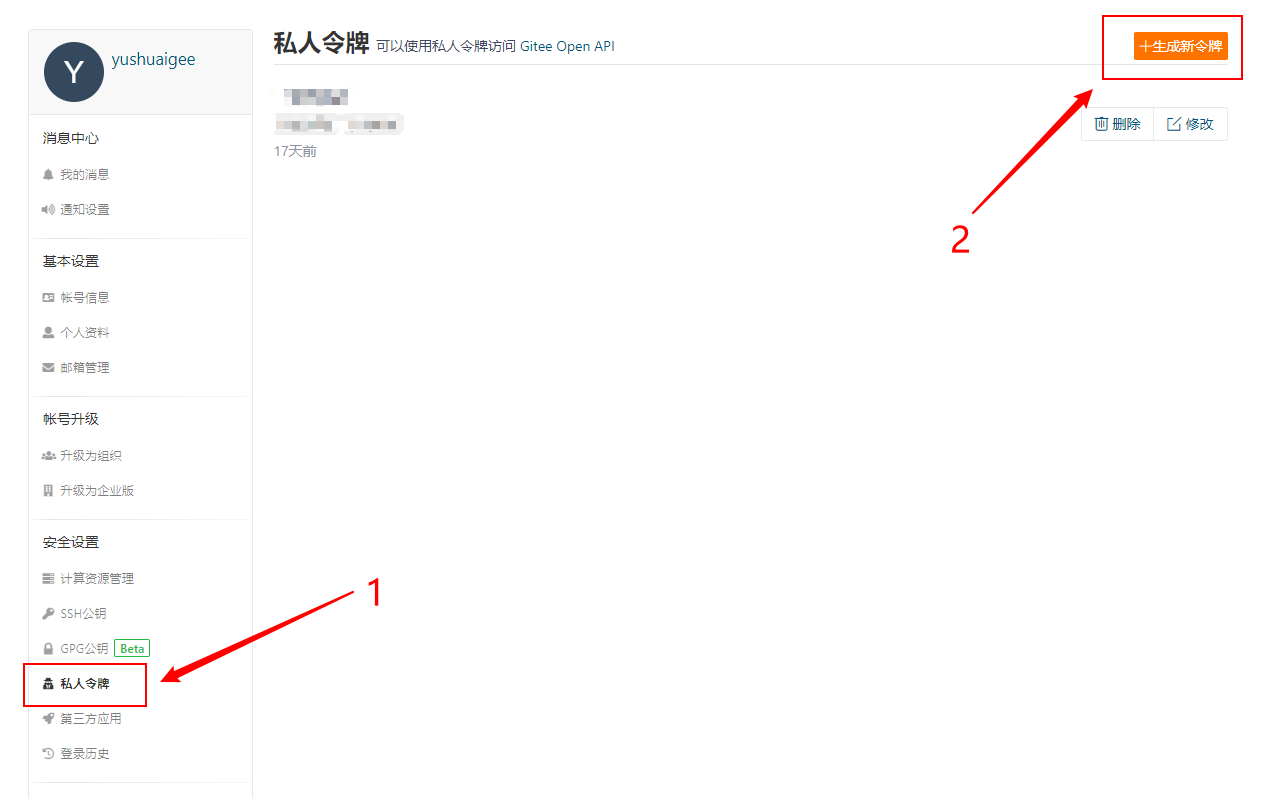 Y
yushuaigee
消息中心
我的消息
通知设置
基本设置
帐号信息
个人资料
邮箱管理
帐号升级
升级为组织
升级为企业版
安全设置
计算资源管理
SSH公钥
GPG公钥 Beta
私人令牌
第三方应用
登录历史
私人令牌 可以使用私人令牌访问 Gitee Open API
+生成新令牌
17天前
删除 修改
2
1